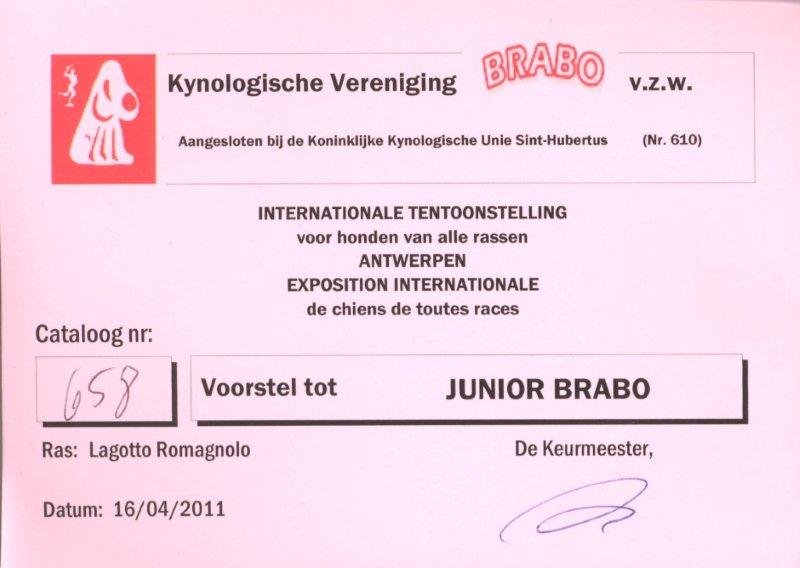 Kynologische Vereniging BRABO v.z.w.
Aangesloten bij de Koninklijke Kynologische Unie Sint-Hubertus (Nr. 610)
INTERNATIONALE TENTOONSTELLING
voor honden van alle rassen
ANTWERPEN
EXPOSITION INTERNATIONALE
de chiens de toutes races
Cataloog nr:
658 Voorstel tot JUNIOR BRABO
Ras: Lagotto Romagnolo De Keurmeester,
Datum: 16/04/2011